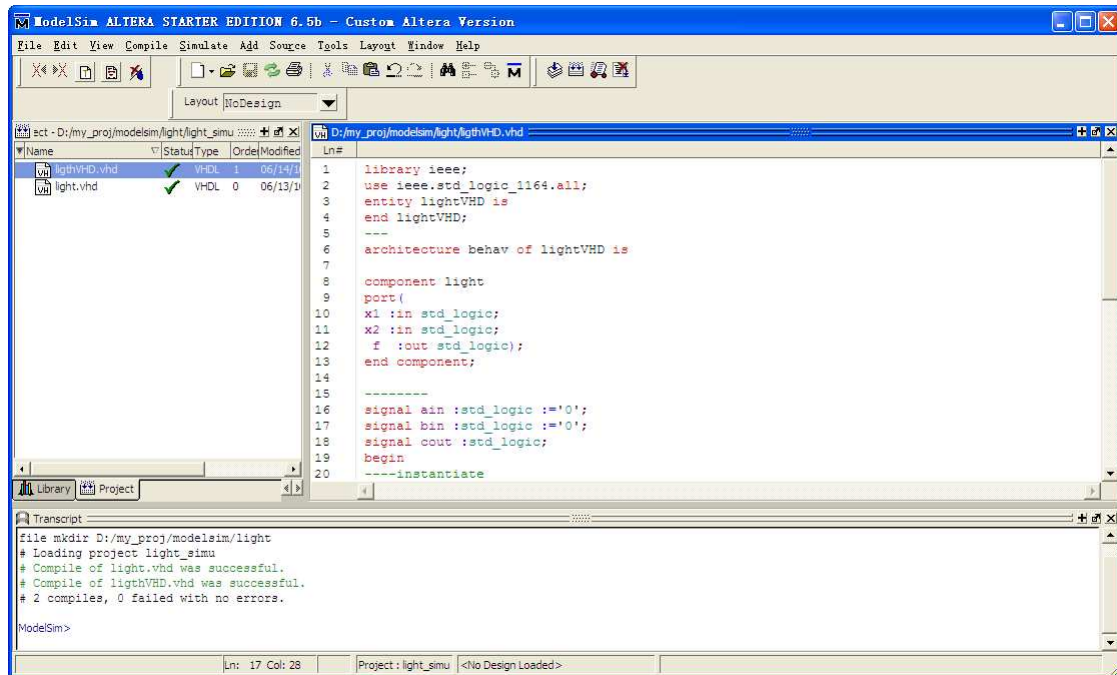 ModelSim ALTERA STARTER EDITION 6.5b - Custom Altera Version
File Edit View Compile Simulate Add Source Tools Layout Window Help
Layout NoDesign
ect - D:/my_proj/modelsim/light/light_simu
Name Status Type Order Modified
ligthVHD.vhd VHDL 1 06/14/1
light.vhd VHDL 0 06/13/1
Library Project
D:/my_proj/modelsim/light/ligthVHD.vhd
Ln#
1 library ieee;
2 use ieee.std_logic_1164.all;
3 entity lightVHD is
4 end lightVHD;
5 ---
6 architecture behav of lightVHD is
7
8 component light
9 port(
10 x1 :in std_logic;
11 x2 :in std_logic;
12 f :out std_logic);
13 end component;
14
15 --------
16 signal ain :std_logic :='0';
17 signal bin :std_logic :='0';
18 signal cout :std_logic;
19 begin
20 ----instantiate
Transcript
file mkdir D:/my_proj/modelsim/light
# Loading project light_simu
# Compile of light.vhd was successful.
# Compile of ligthVHD.vhd was successful.
# 2 compiles, 0 failed with no errors.
ModelSim>
Ln: 17 Col: 28 Project : light_simu <No Design Loaded>